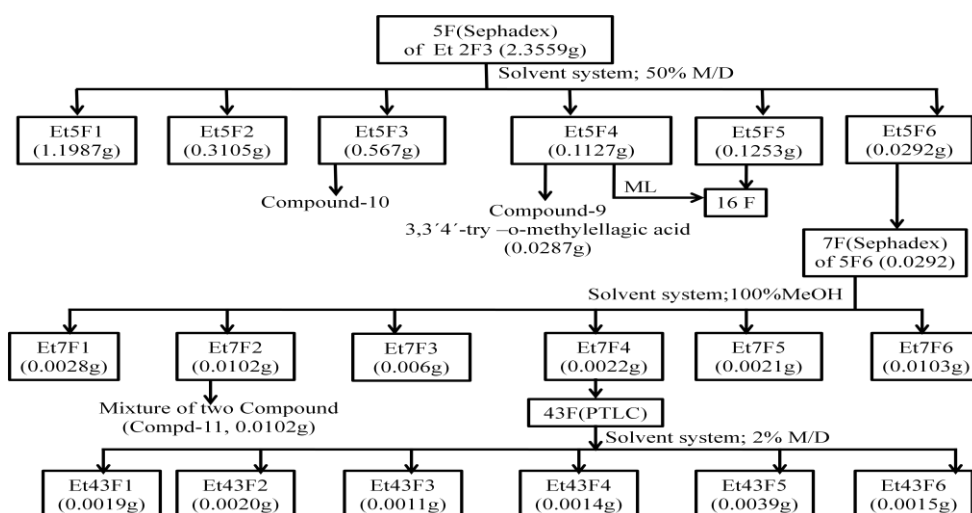 5F(Sephadex)
of Et 2F3 (2.3559g)
Solvent system; 50% M/D
Et5F1
(1.1987g)
Et5F2
(0.3105g)
Et5F3
(0.567g)
Et5F4
(0.1127g)
Et5F5
(0.1253g)
Et5F6
(0.0292g)
Compound-10
ML
16 F
Compound-9
3,3´4´-try –o-methylellagic acid
(0.0287g)
7F(Sephadex)
of 5F6 (0.0292)
Solvent system;100%MeOH
Et7F1
(0.0028g)
Et7F2
(0.0102g)
Et7F3
(0.006g)
Et7F4
(0.0022g)
Et7F5
(0.0021g)
Et7F6
(0.0103g)
Mixture of two Compound
(Compd-11, 0.0102g)
43F(PTLC)
Solvent system; 2% M/D
Et43F1
(0.0019g)
Et43F2
(0.0020g)
Et43F3
(0.0011g)
Et43F4
(0.0014g)
Et43F5
(0.0039g)
Et43F6
(0.0015g)